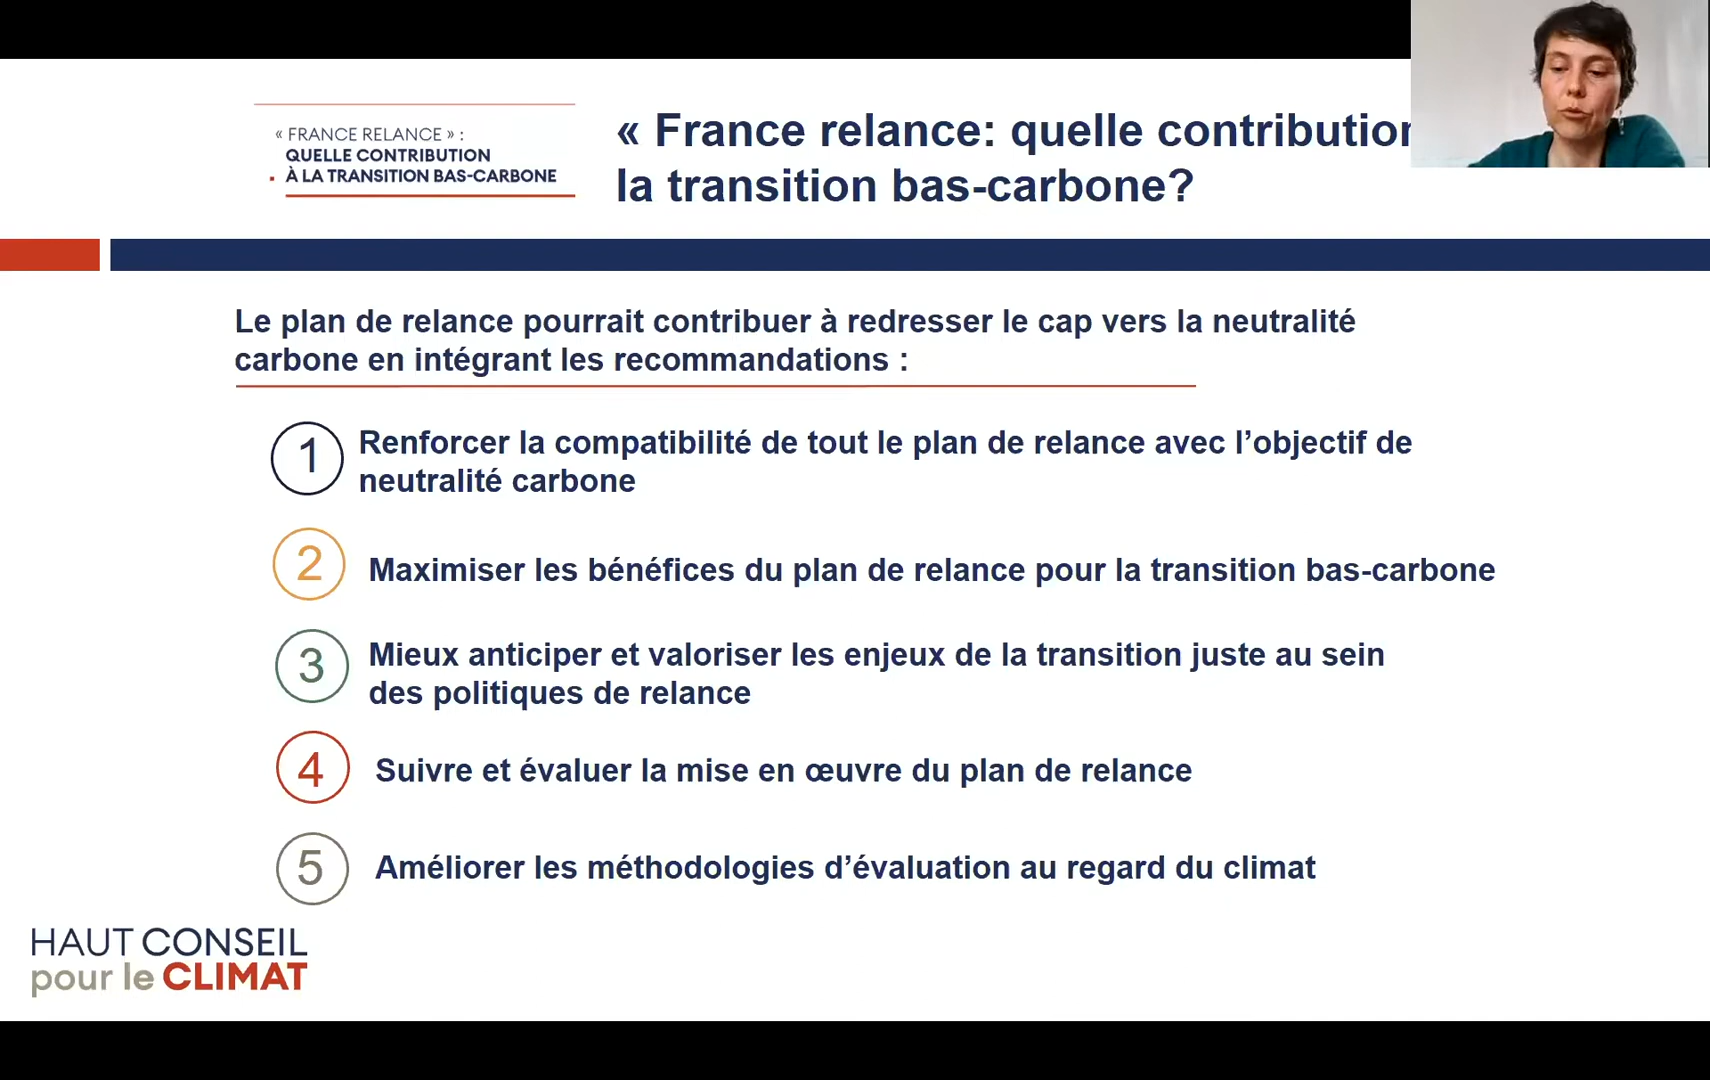 « FRANCE RELANCE » :
QUELLE CONTRIBUTION
À LA TRANSITION BAS-CARBONE
« France relance: quelle contribution
la transition bas-carbone?
Le plan de relance pourrait contribuer à redresser le cap vers la neutralité
carbone en intégrant les recommandations :
1 Renforcer la compatibilité de tout le plan de relance avec l’objectif de
neutralité carbone
2 Maximiser les bénéfices du plan de relance pour la transition bas-carbone
3 Mieux anticiper et valoriser les enjeux de la transition juste au sein
des politiques de relance
4 Suivre et évaluer la mise en œuvre du plan de relance
5 Améliorer les méthodologies d’évaluation au regard du climat
HAUT CONSEIL
pour le CLIMAT